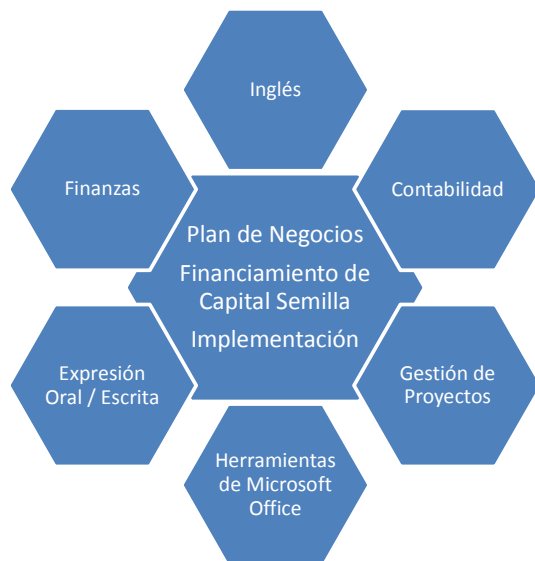 Inglés
Finanzas
Contabilidad
Plan de Negocios
Financiamiento de
Capital Semilla
Implementación
Expresión
Oral / Escrita
Gestión de
Proyectos
Herramientas
de Microsoft
Office